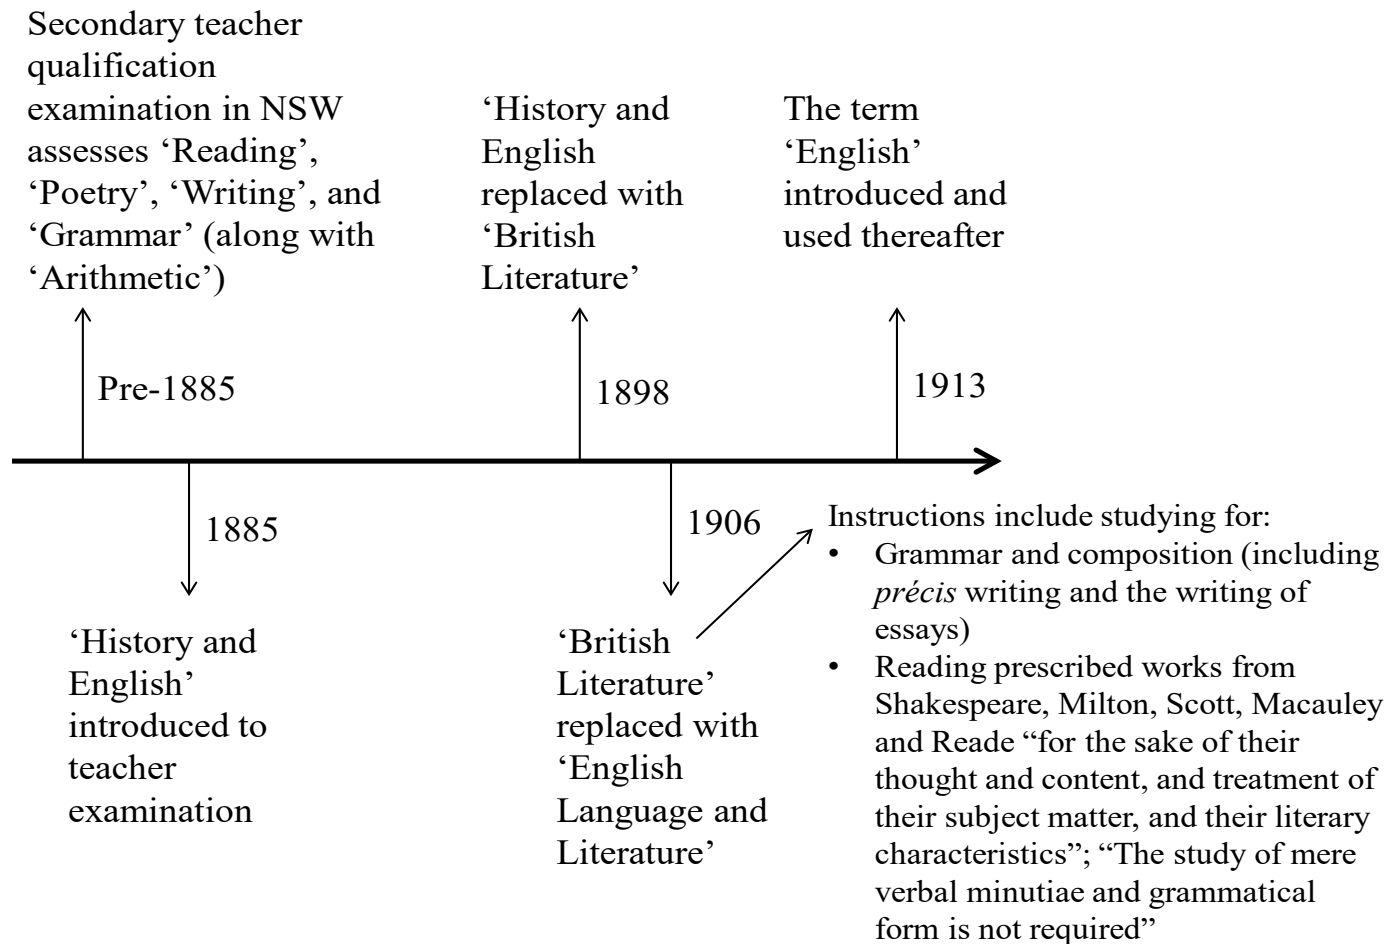 Secondary teacher
qualification
examination in NSW
assesses ‘Reading’,
‘Poetry’, ‘Writing’, and
‘Grammar’ (along with
‘Arithmetic’)
‘History and
English
replaced with
‘British
Literature’
The term
‘English’
introduced and
used thereafter
Pre-1885
1898
1913
1885
1906
‘History and
English’
introduced to
teacher
examination
‘British
Literature’
replaced with
‘English
Language and
Literature’
Instructions include studying for:
• Grammar and composition (including
précis writing and the writing of
essays)
• Reading prescribed works from
Shakespeare, Milton, Scott, Macauley
and Reade “for the sake of their
thought and content, and treatment of
their subject matter, and their literary
characteristics”; “The study of mere
verbal minutiae and grammatical
form is not required”